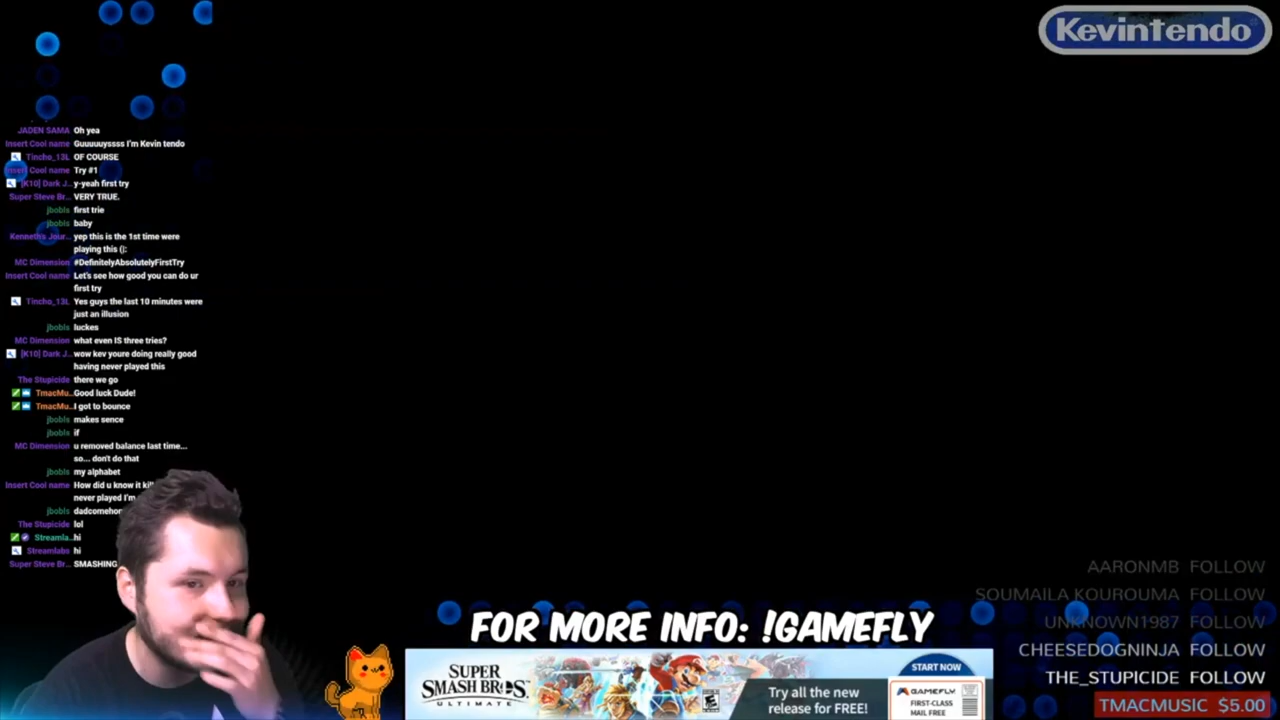 Kevintendo
JADEN SAMA Oh yea
Insert Cool name Guuuuuyssss I'm Kevin tendo
Tincho_13L OF COURSE
Insert Cool name Try #1
[K10] Dark J... y-yeah first try
Super Steve Br... VERY TRUE.
jbobls first trie
jbobls baby
Kenneth's Jour... yep this is the 1st time were
playing this (|:
MC Dimension #DefinitelyAbsolutelyFirstTry
Insert Cool name Let's see how good you can do ur
first try
Tincho_13L Yes guys the last 10 minutes were
just an illusion
jbobls luckes
MC Dimension what even IS three tries?
[K10] Dark J... wow kev youre doing really good
having never played this
The Stupicide there we go
TmacMu... Good luck Dude!
TmacMu... I got to bounce
jbobls makes sence
jbobls if
MC Dimension u removed balance last time...
so... don't do that
jbobls my alphabet
Insert Cool name How did u know it
never played I'm
jbobls
The Stupicide lol
Streamla... hi
Streamlabs hi
Super Steve Br... SMASHING
AARONMB FOLLOW
SOUMAILA KOUROUMA FOLLOW
UNKNOWN1987 FOLLOW
CHEESEDOGNINJA FOLLOW
THE_STUPICIDE FOLLOW
TMACMUSIC $5.00
FOR MORE INFO: !GAMEFLY
SUPER
SMASH BROS.
ULTIMATE
Try all the new
release for FREE!
START NOW
GAMEFLY
FIRST-CLASS
MAIL FREE